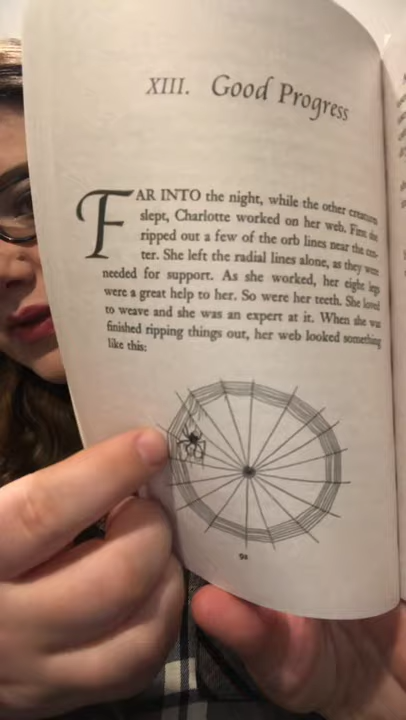 XIII. Good Progress
FAR INTO the night, while the other creatures
slept, Charlotte worked on her web. First she
ripped out a few of the orb lines near the cen-
ter. She left the radial lines alone, as they were
needed for support. As she worked, her eight legs
were a great help to her. So were her teeth. She loved
to weave and she was an expert at it. When she was
finished ripping things out, her web looked something
like this: